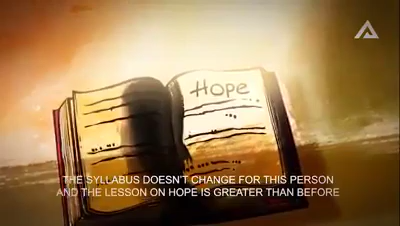 Hope
THE SYLLABUS DOESN'T CHANGE FOR THIS PERSON
AND THE LESSON ON HOPE IS GREATER THAN BEFORE